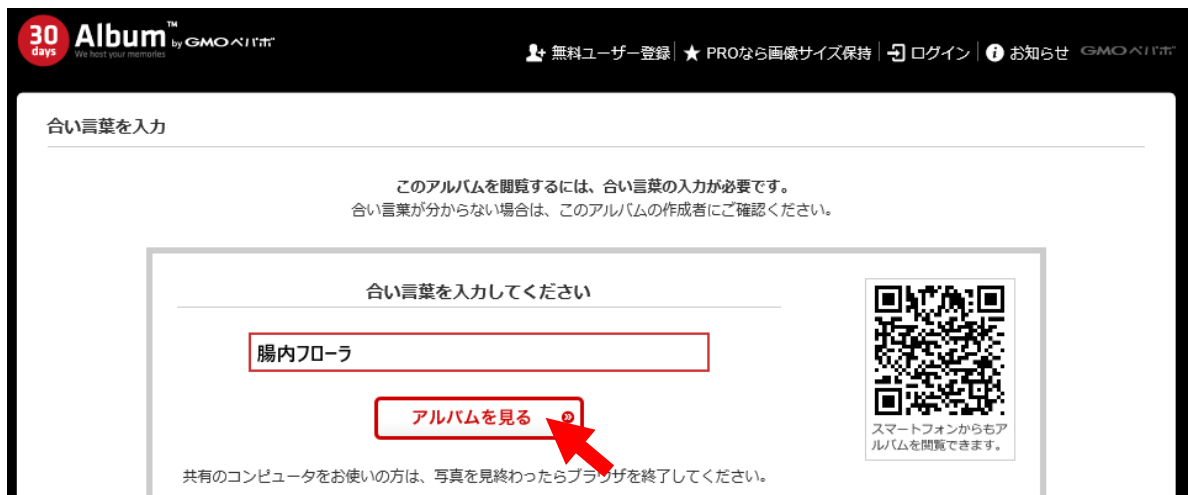 30 days Album™ by GMOペパボ
We host your memories
無料ユーザー登録 | ★ PROなら画像サイズ保持 | ログイン | お知らせ GMOペパボ
合い言葉を入力
このアルバムを閲覧するには、合い言葉の入力が必要です。
合い言葉が分からない場合は、このアルバムの作成者にご確認ください。
合い言葉を入力してください
腸内フローラ
アルバムを見る
スマートフォンからもア
ルバムを閲覧できます。
共有のコンピュータをお使いの方は、写真を見終わったらブラウザを終了してください。